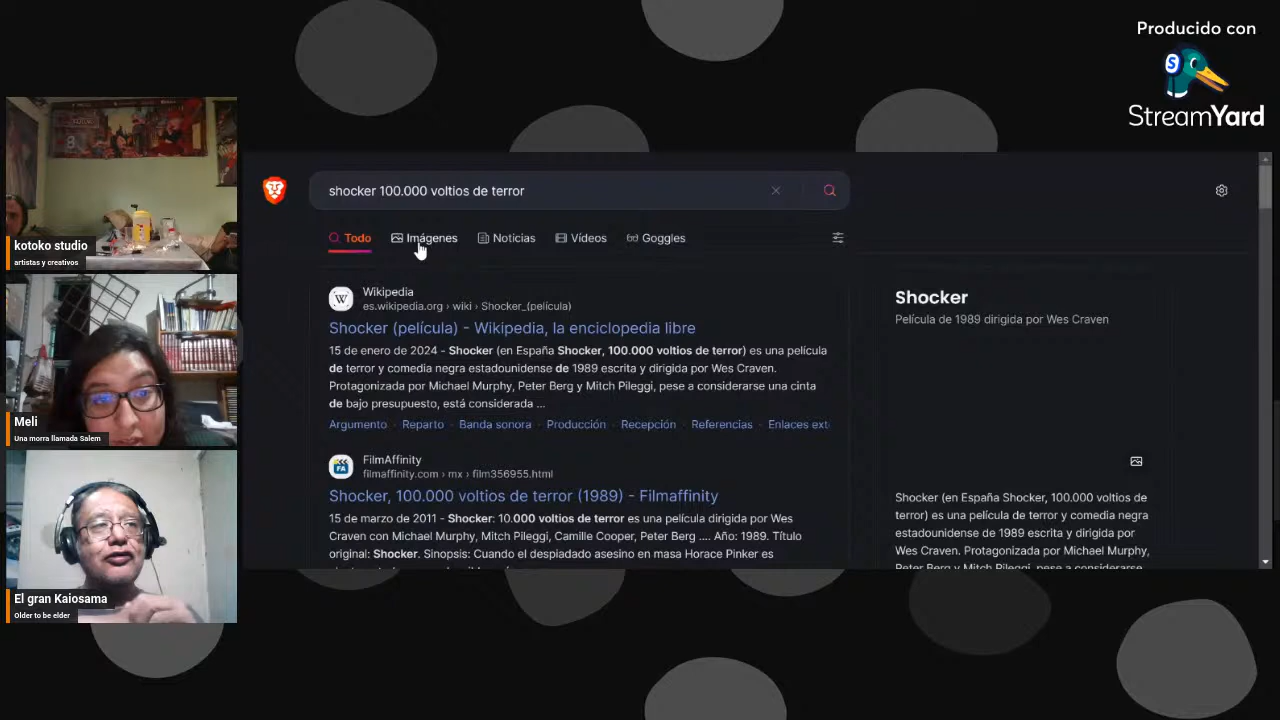 Producido con
StreamYard
shocker 100.000 voltios de terror
Todo
Imágenes
Noticias
Vídeos
Goggles
Wikipedia
es.wikipedia.org › wiki › Shocker_(película)
Shocker (película) - Wikipedia, la enciclopedia libre
15 de enero de 2024 - Shocker (en España Shocker, 100.000 voltios de terror) es una película
de terror y comedia negra estadounidense de 1989 escrita y dirigida por Wes Craven.
Protagonizada por Michael Murphy, Peter Berg y Mitch Pileggi, pese a considerarse una cinta
de bajo presupuesto, está considerada ...
Argumento · Reparto · Banda sonora · Producción · Recepción · Referencias · Enlaces ext
FilmAffinity
filmaffinity.com › mx › film356955.html
Shocker, 100.000 voltios de terror (1989) - Filmaffinity
15 de marzo de 2011 - Shocker: 10.000 voltios de terror es una película dirigida por Wes
Craven con Michael Murphy, Mitch Pileggi, Camille Cooper, Peter Berg .... Año: 1989. Título
original: Shocker. Sinopsis: Cuando el despiadado asesino en masa Horace Pinker es
Shocker
Película de 1989 dirigida por Wes Craven
Shocker (en España Shocker, 100.000 voltios de
terror) es una película de terror y comedia negra
estadounidense de 1989 escrita y dirigida por
Wes Craven. Protagonizada por Michael Murphy,
Peter Berg y Mitch Pileggi, pese a considerarse
kotoko studio
artistas y creativos
Meli
Una morra llamada Salem
El gran Kaiosama
Older to be elder